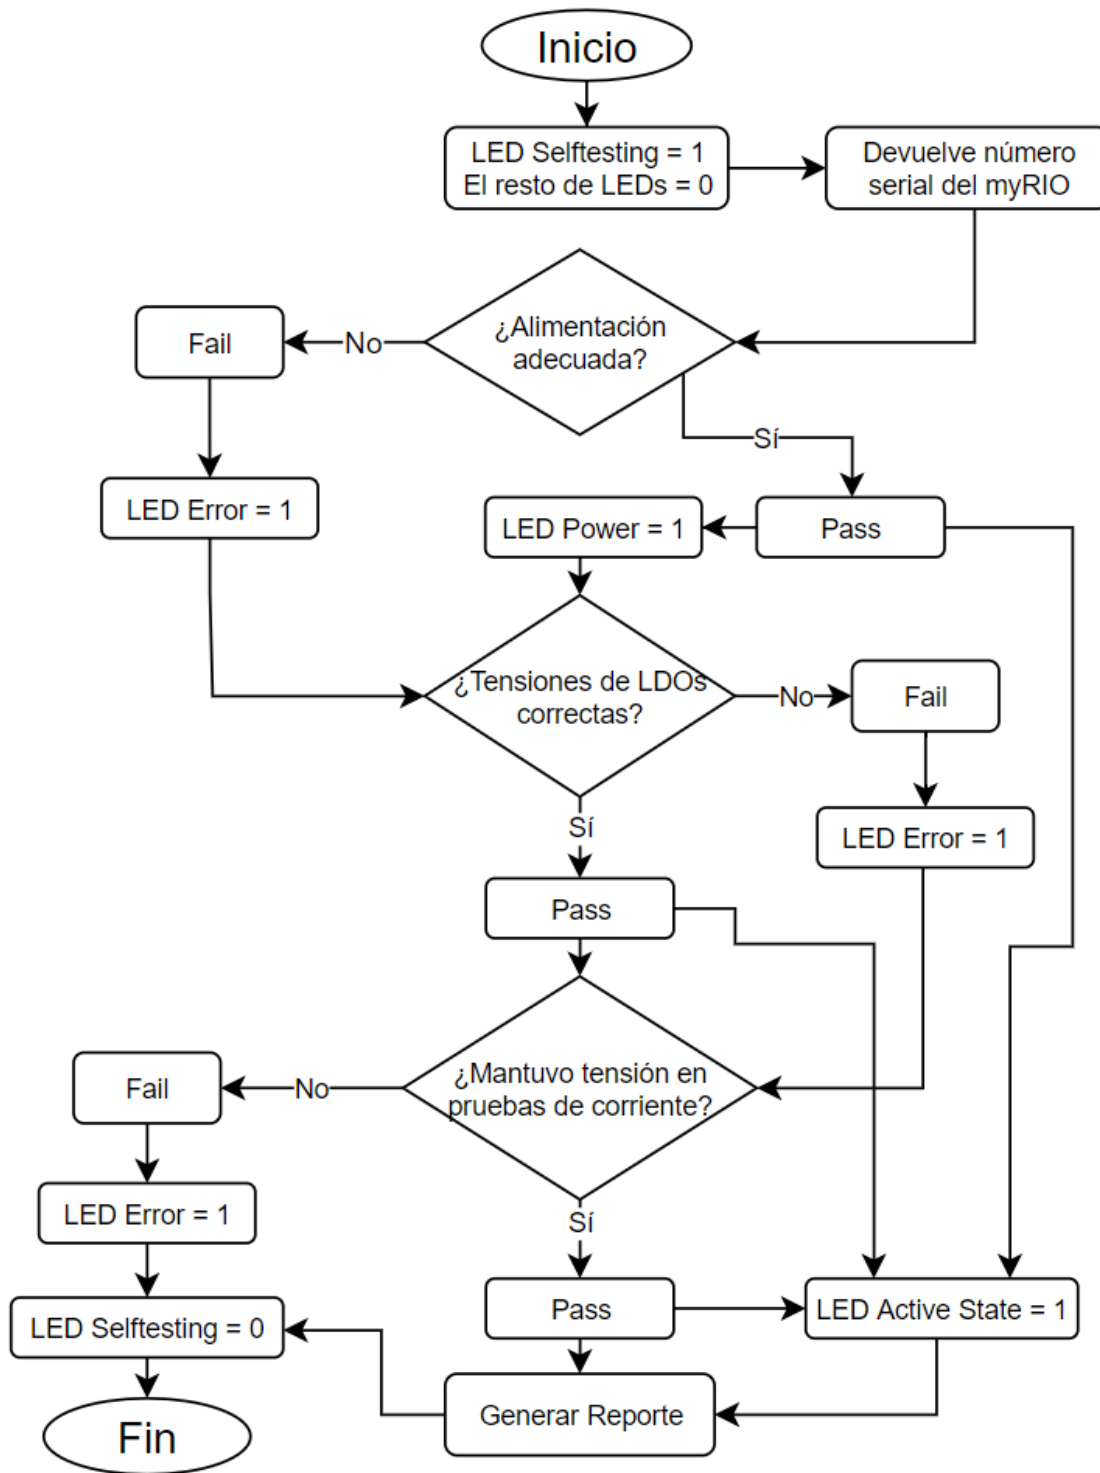 Inicio
LED Selftesting = 1
El resto de LEDs = 0
Devuelve número
serial del myRIO
¿Alimentación
adecuada?
No
Fail
Sí
LED Error = 1
LED Power = 1
Pass
¿Tensiones de LDOs
correctas?
No
Fail
Sí
LED Error = 1
Pass
¿Mantuvo tensión en
pruebas de corriente?
No
Fail
LED Error = 1
Sí
LED Selftesting = 0
Pass
LED Active State = 1
Generar Reporte
Fin